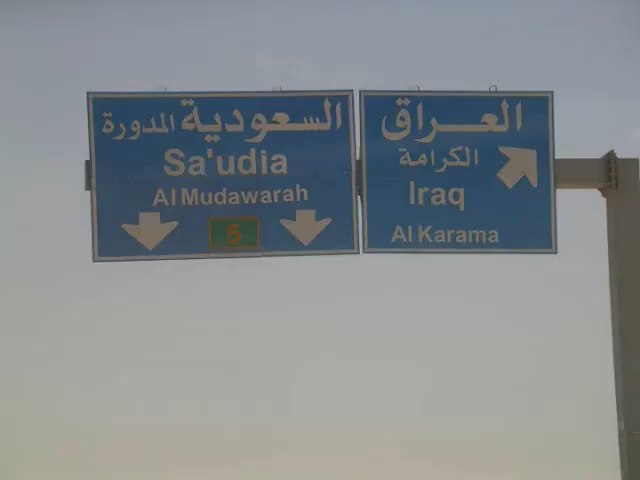 السعودية المدورة
Sa'udia
Al Mudawarah
5
العراق
الكرامة
Iraq
Al Karama